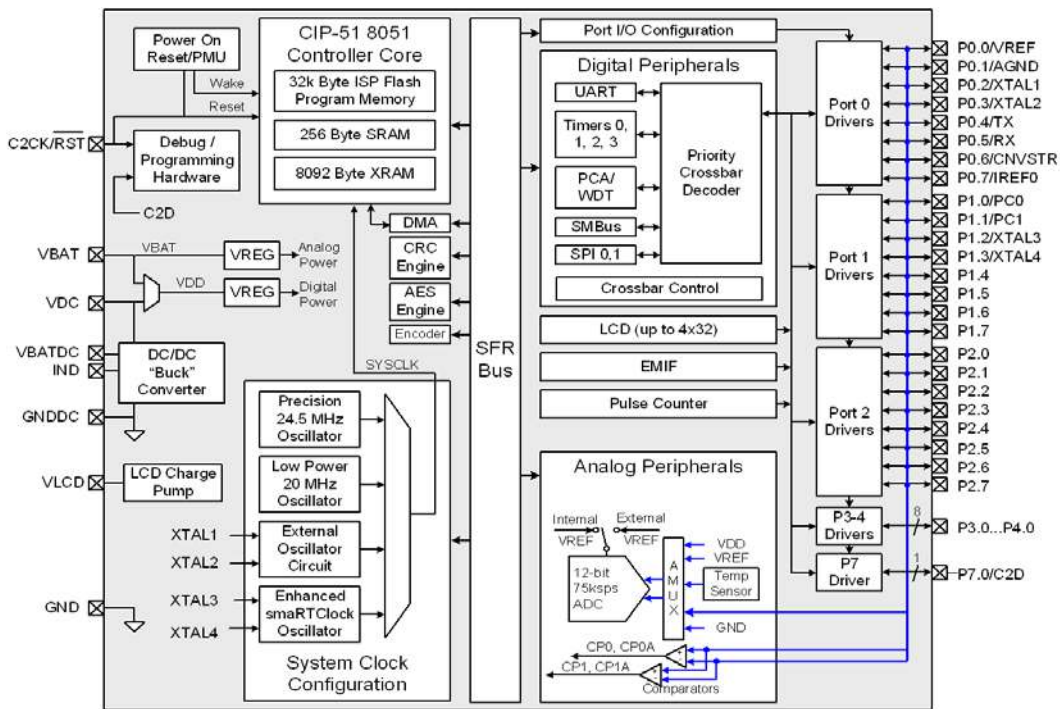 Power On
Reset/PMU
Wake
Reset
C2CK/RST
Debug /
Programming
Hardware
C2D
CIP-51 8051
Controller Core
32k Byte ISP Flash
Program Memory
256 Byte SRAM
8092 Byte XRAM
DMA
CRC
Engine
AES
Engine
Encoder
VBAT
VBAT
VREG
Analog
Power
VDC
VDD
VREG
Digital
Power
VBATDC
IND
DC/DC
"Buck"
Converter
GNDDC
VLCD
LCD Charge
Pump
GND
SYSCLK
Precision
24.5 MHz
Oscillator
Low Power
20 MHz
Oscillator
XTAL1
XTAL2
External
Oscillator
Circuit
XTAL3
XTAL4
Enhanced
smaRTClock
Oscillator
System Clock
Configuration
SFR
Bus
Port I/O Configuration
Digital Peripherals
UART
Timers 0,
1, 2, 3
PCA/
WDT
SMBus
SPI 0,1
Priority
Crossbar
Decoder
Crossbar Control
LCD (up to 4x32)
EMIF
Pulse Counter
Analog Peripherals
Internal
VREF
External
VREF
12-bit
75ksps
ADC
AMUX
VDD
VREF
Temp
Sensor
GND
CP0, CP0A
CP1, CP1A
+
-
+
-
Comparators
Port 0
Drivers
Port 1
Drivers
Port 2
Drivers
P3-4
Drivers
P7
Driver
8
1
P0.0/VREF
P0.1/AGND
P0.2/XTAL1
P0.3/XTAL2
P0.4/TX
P0.5/RX
P0.6/CNVSTR
P0.7/IREF0
P1.0/PC0
P1.1/PC1
P1.2/XTAL3
P1.3/XTAL4
P1.4
P1.5
P1.6
P1.7
P2.0
P2.1
P2.2
P2.3
P2.4
P2.5
P2.6
P2.7
P3.0...P4.0
P7.0/C2D